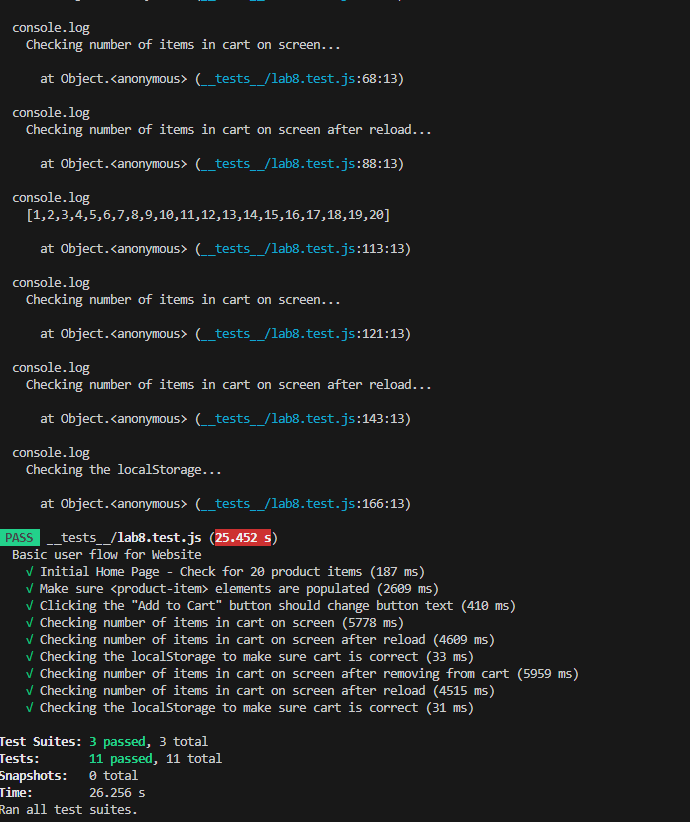 console.log
Checking number of items in cart on screen...
at Object.<anonymous> (__tests__/lab8.test.js:68:13)
console.log
Checking number of items in cart on screen after reload...
at Object.<anonymous> (__tests__/lab8.test.js:88:13)
console.log
[1,2,3,4,5,6,7,8,9,10,11,12,13,14,15,16,17,18,19,20]
at Object.<anonymous> (__tests__/lab8.test.js:113:13)
console.log
Checking number of items in cart on screen...
at Object.<anonymous> (__tests__/lab8.test.js:121:13)
console.log
Checking number of items in cart on screen after reload...
at Object.<anonymous> (__tests__/lab8.test.js:143:13)
console.log
Checking the localStorage...
at Object.<anonymous> (__tests__/lab8.test.js:166:13)
PASS __tests__/lab8.test.js (25.452 s)
Basic user flow for Website
√ Initial Home Page - Check for 20 product items (187 ms)
√ Make sure <product-item> elements are populated (2609 ms)
√ Clicking the "Add to Cart" button should change button text (410 ms)
√ Checking number of items in cart on screen (5778 ms)
√ Checking number of items in cart on screen after reload (4609 ms)
√ Checking the localStorage to make sure cart is correct (33 ms)
√ Checking number of items in cart on screen after removing from cart (5959 ms)
√ Checking number of items in cart on screen after reload (4515 ms)
√ Checking the localStorage to make sure cart is correct (31 ms)
Test Suites: 3 passed, 3 total
Tests: 11 passed, 11 total
Snapshots: 0 total
Time: 26.256 s
Ran all test suites.